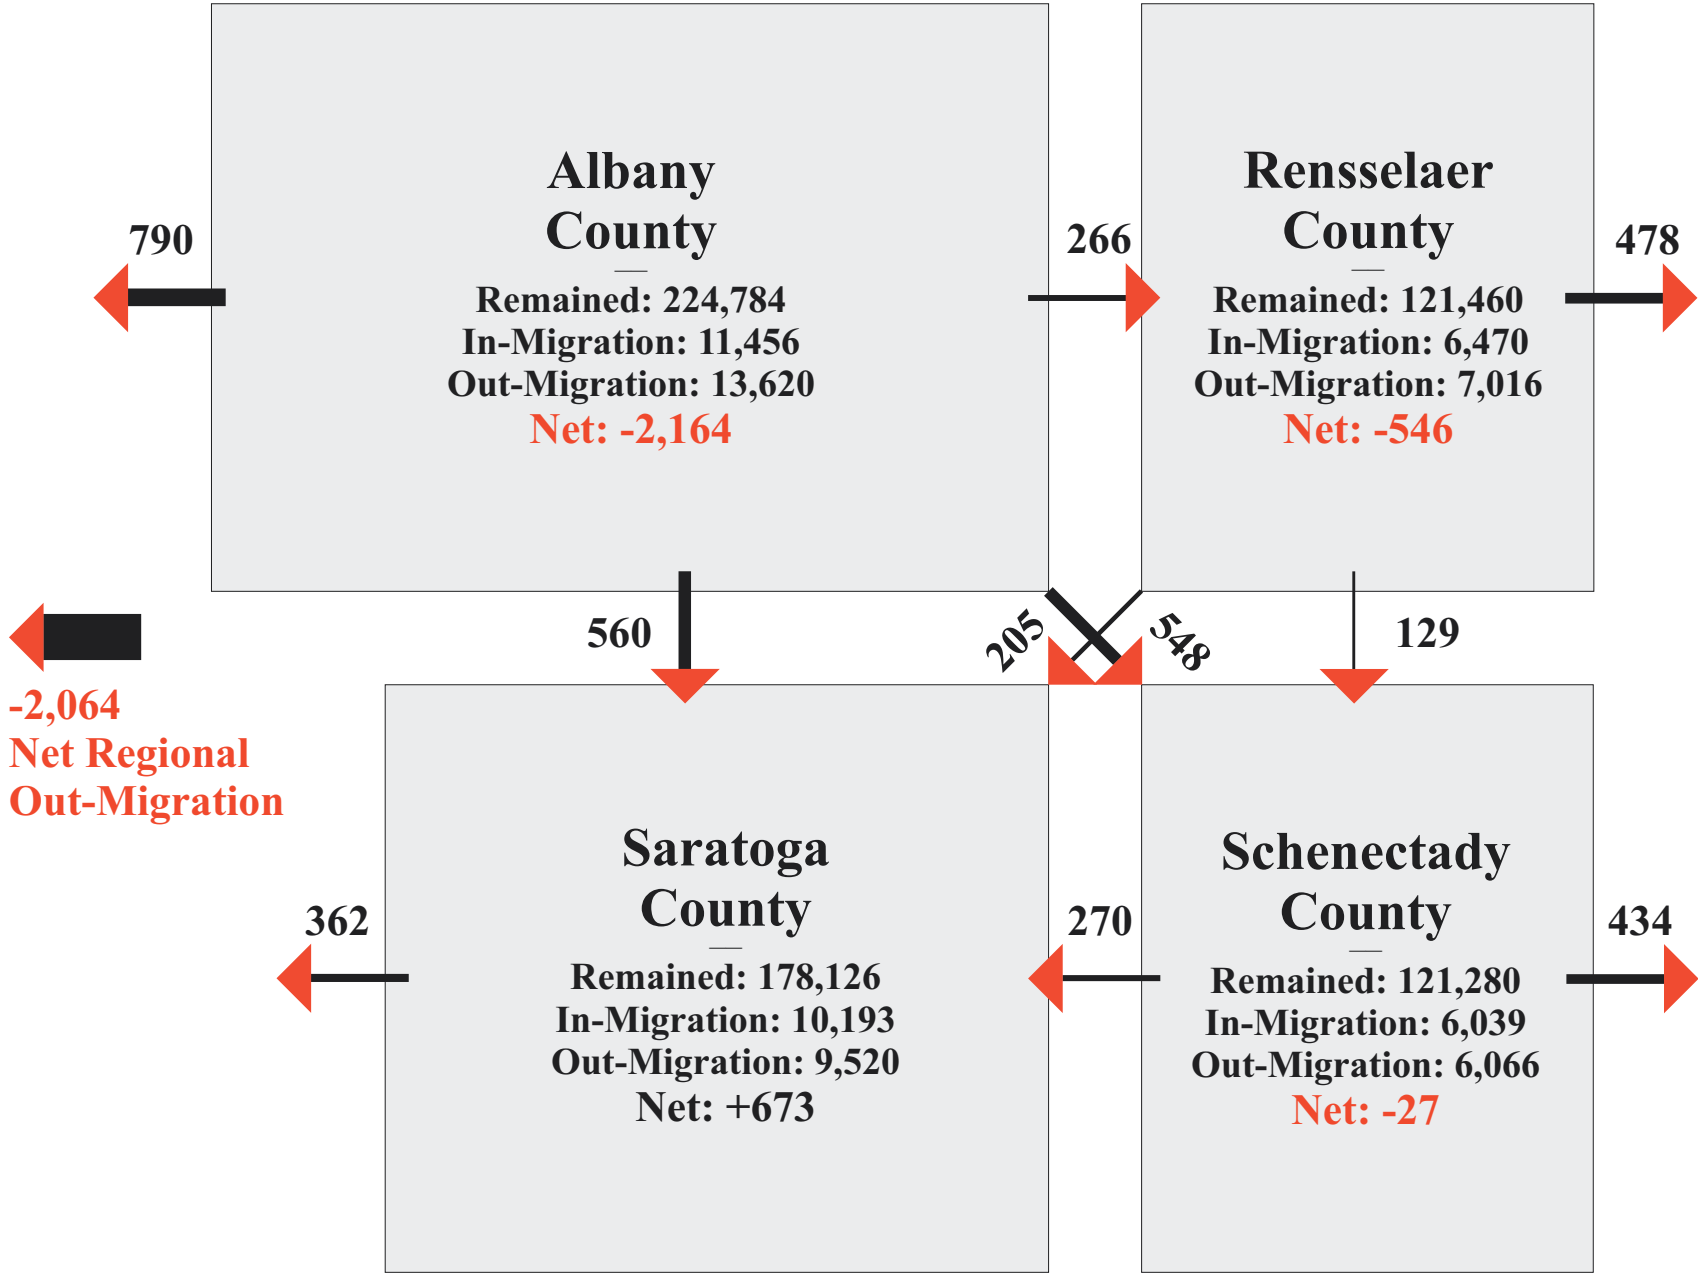 Albany
County
Remained: 224,784
In-Migration: 11,456
Out-Migration: 13,620
Net: -2,164
Rensselaer
County
Remained: 121,460
In-Migration: 6,470
Out-Migration: 7,016
Net: -546
790
266
478
560
205
548
129
-2,064
Net Regional
Out-Migration
Saratoga
County
Remained: 178,126
In-Migration: 10,193
Out-Migration: 9,520
Net: +673
Schenectady
County
Remained: 121,280
In-Migration: 6,039
Out-Migration: 6,066
Net: -27
362
270
434